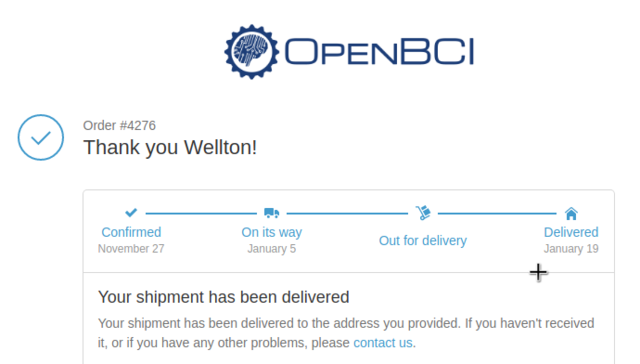 OPENBCI
Order #4276
Thank you Wellton!
Confirmed On its way Out for delivery Delivered
November 27 January 5 January 19
Your shipment has been delivered
Your shipment has been delivered to the address you provided. If you haven't received
it, or if you have any other problems, please contact us.